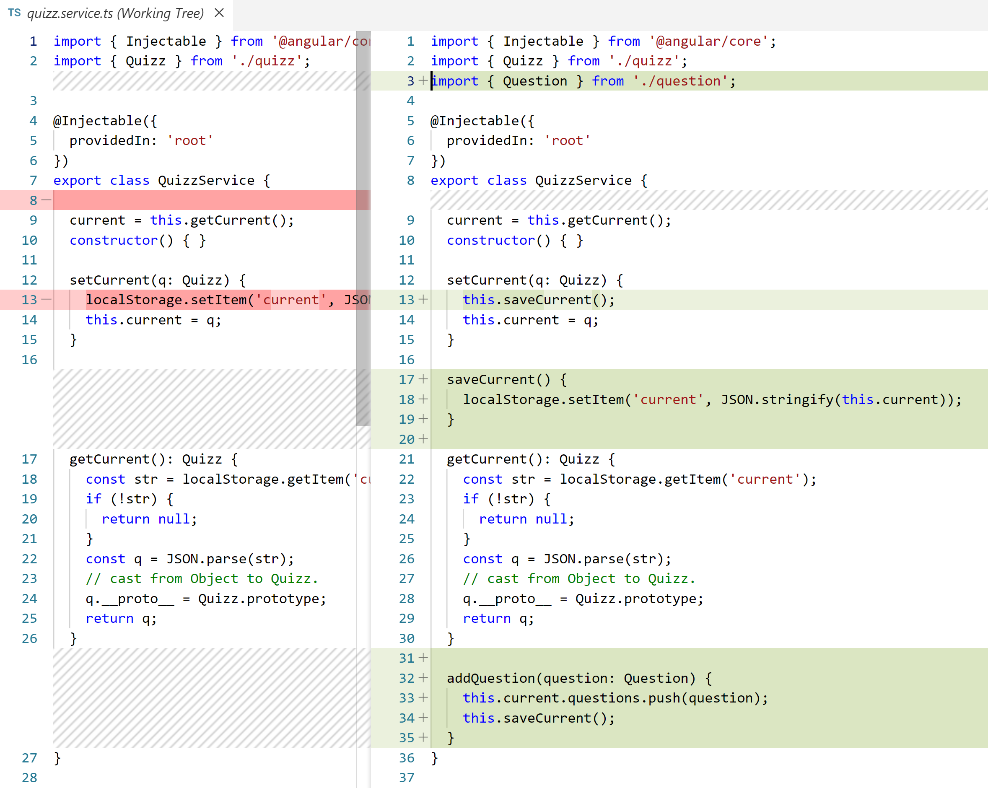 TS quizz.service.ts (Working Tree) ×
1 import { Injectable } from '@angular/co
2 import { Quizz } from './quizz';
3
4 @Injectable({
5 providedIn: 'root'
6 })
7 export class QuizzService {
8 −
9 current = this.getCurrent();
10 constructor() { }
11
12 setCurrent(q: Quizz) {
13 − localStorage.setItem('current', JSO
14 this.current = q;
15 }
16
17 getCurrent(): Quizz {
18 const str = localStorage.getItem('cu
19 if (!str) {
20 return null;
21 }
22 const q = JSON.parse(str);
23 // cast from Object to Quizz.
24 q.__proto__ = Quizz.prototype;
25 return q;
26 }
27 }
28
1 import { Injectable } from '@angular/core';
2 import { Quizz } from './quizz';
3 + import { Question } from './question';
4
5 @Injectable({
6 providedIn: 'root'
7 })
8 export class QuizzService {
9 current = this.getCurrent();
10 constructor() { }
11
12 setCurrent(q: Quizz) {
13 + this.saveCurrent();
14 this.current = q;
15 }
16
17 + saveCurrent() {
18 + localStorage.setItem('current', JSON.stringify(this.current));
19 + }
20 +
21 getCurrent(): Quizz {
22 const str = localStorage.getItem('current');
23 if (!str) {
24 return null;
25 }
26 const q = JSON.parse(str);
27 // cast from Object to Quizz.
28 q.__proto__ = Quizz.prototype;
29 return q;
30 }
31 +
32 + addQuestion(question: Question) {
33 + this.current.questions.push(question);
34 + this.saveCurrent();
35 + }
36 }
37